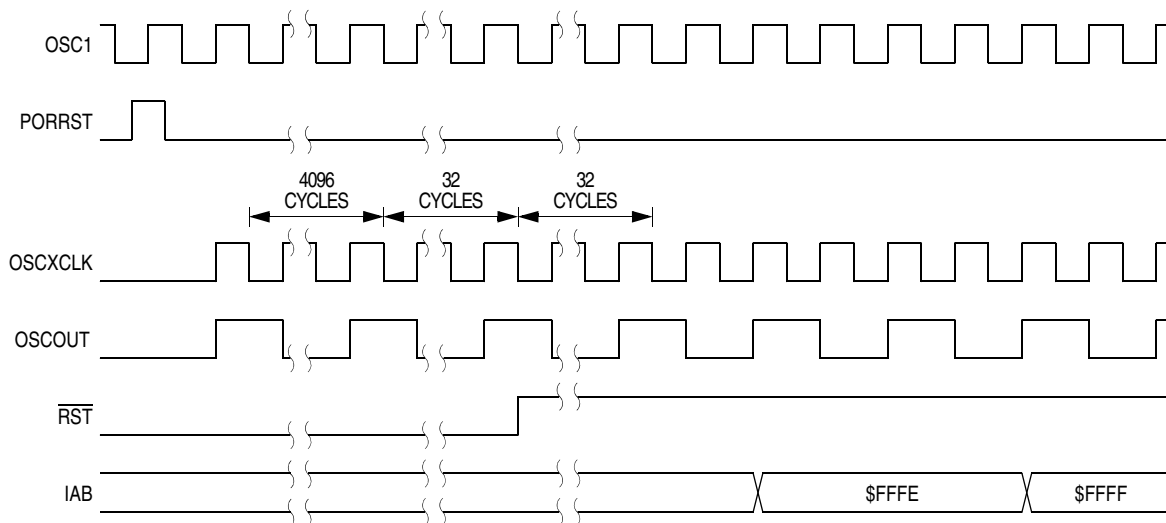 OSC1
PORRST
4096
CYCLES
32
CYCLES
32
CYCLES
OSCXCLK
OSCOUT
RST
IAB
$FFFE
$FFFF